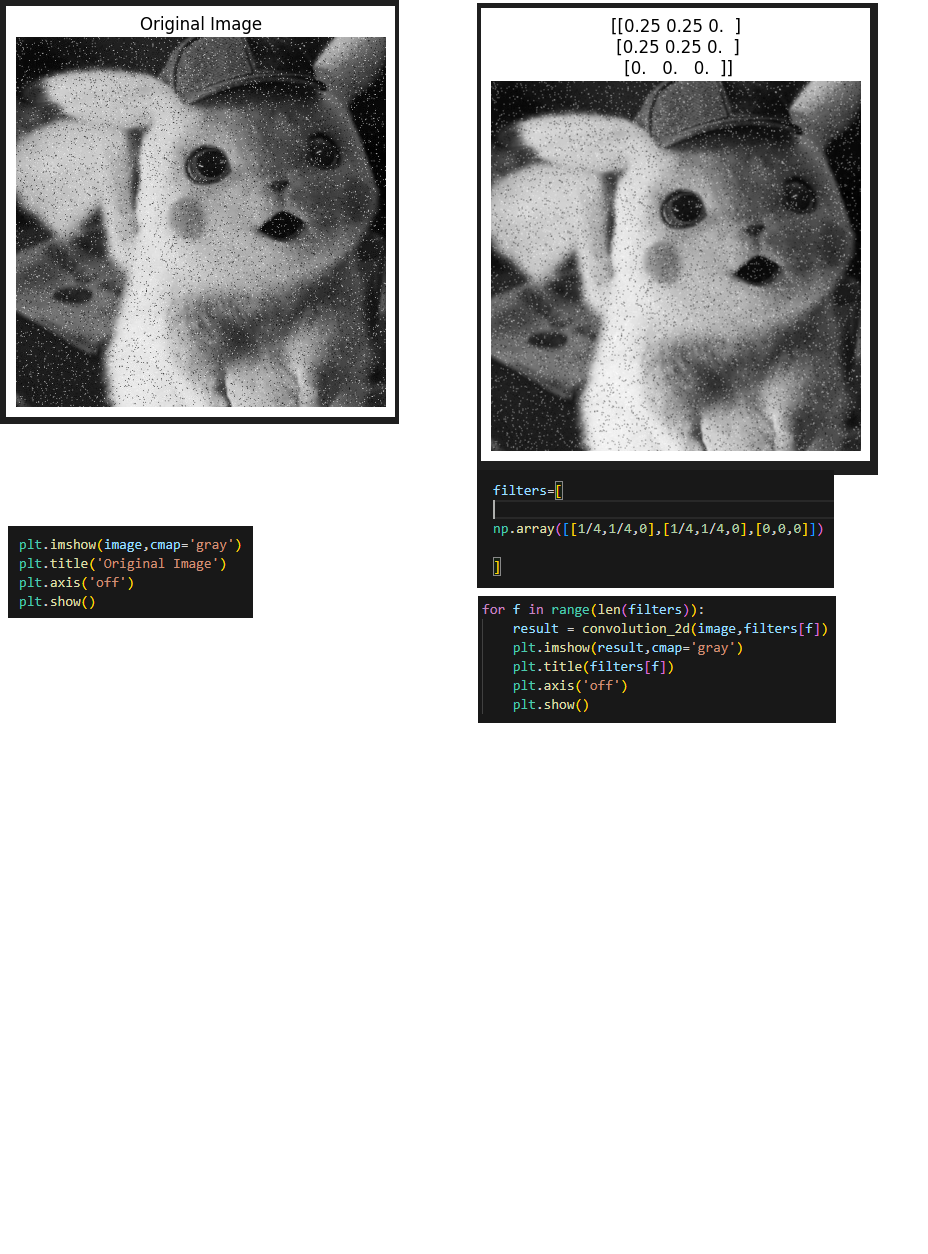 Original Image
[[0.25 0.25 0.  ]
[0.25 0.25 0.  ]
[0.   0.   0.  ]]
plt.imshow(image,cmap='gray')
plt.title('Original Image')
plt.axis('off')
plt.show()
filters=[
np.array([[1/4,1/4,0],[1/4,1/4,0],[0,0,0]])
]
for f in range(len(filters)):
    result = convolution_2d(image,filters[f])
    plt.imshow(result,cmap='gray')
    plt.title(filters[f])
    plt.axis('off')
    plt.show()